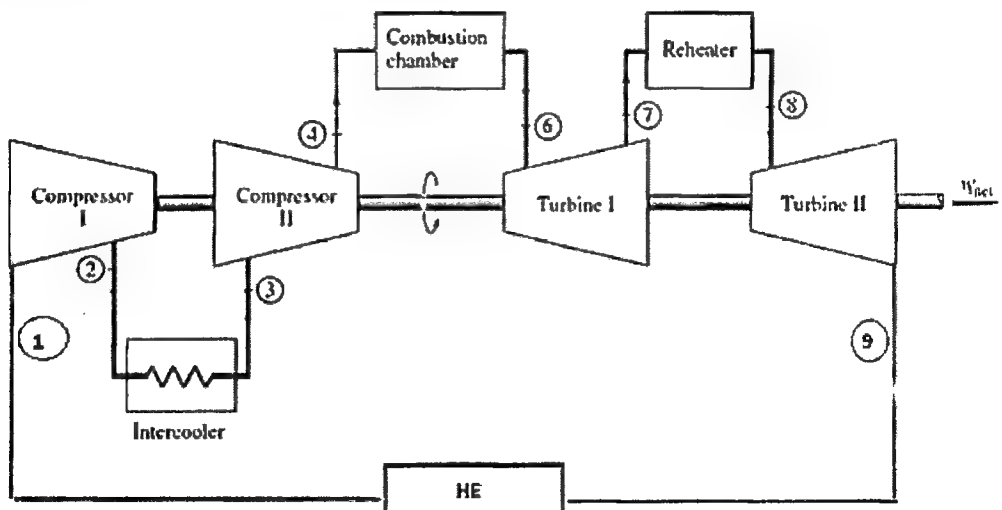 Combustion
chamber
Reheater
④
⑥
⑦
⑧
Compressor
I
Compressor
II
Turbine I
Turbine II
Wnet
②
③
1
9
Intercooler
HE